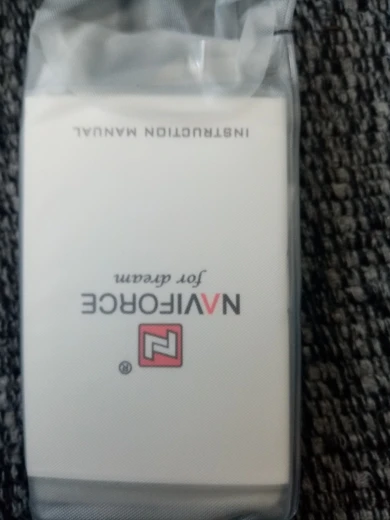 N®
NAVIFORCE
for dream
INSTRUCTION MANUAL